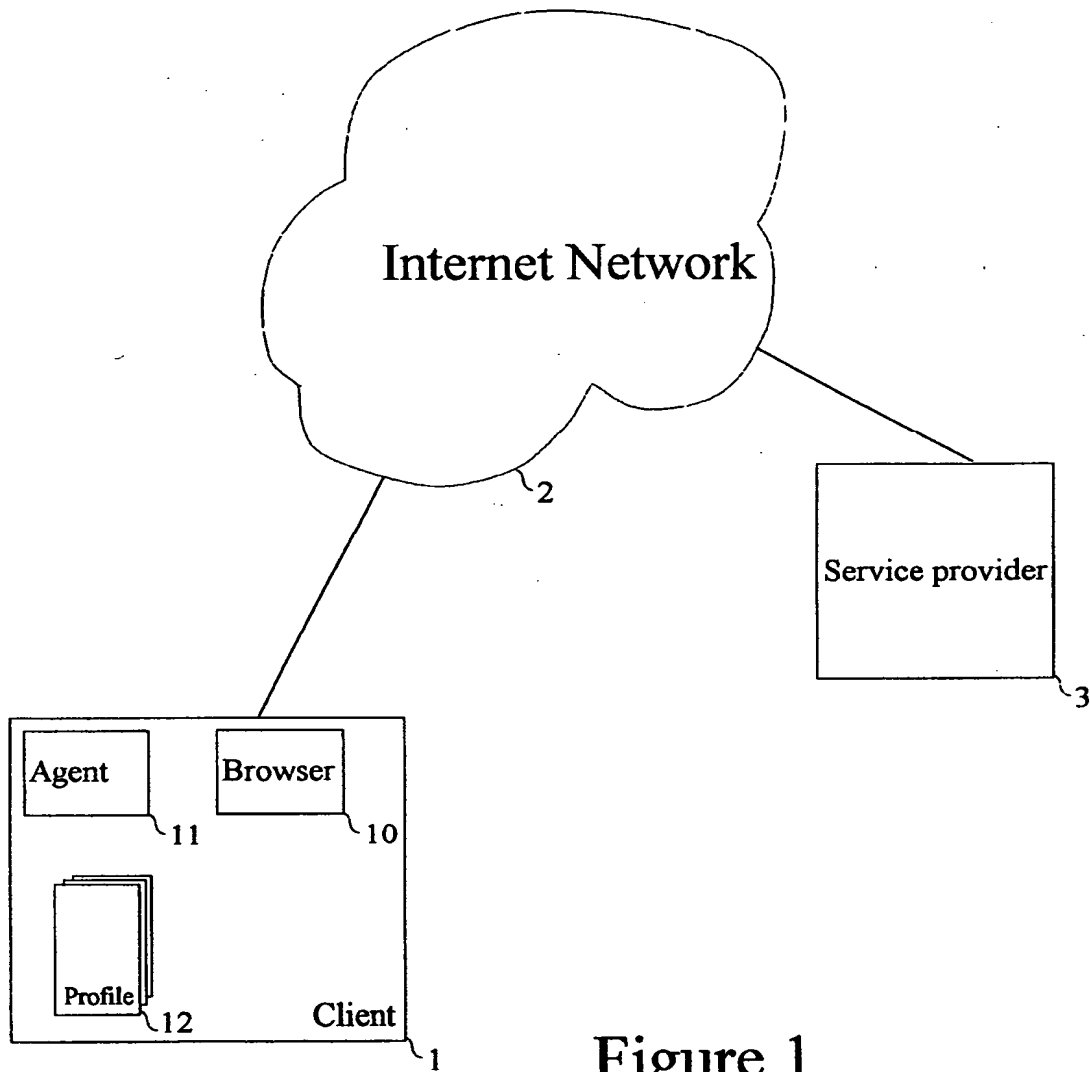 Internet Network
2
Service provider
3
Agent
Browser
11
10
Profile
12
Client
1
Figure 1